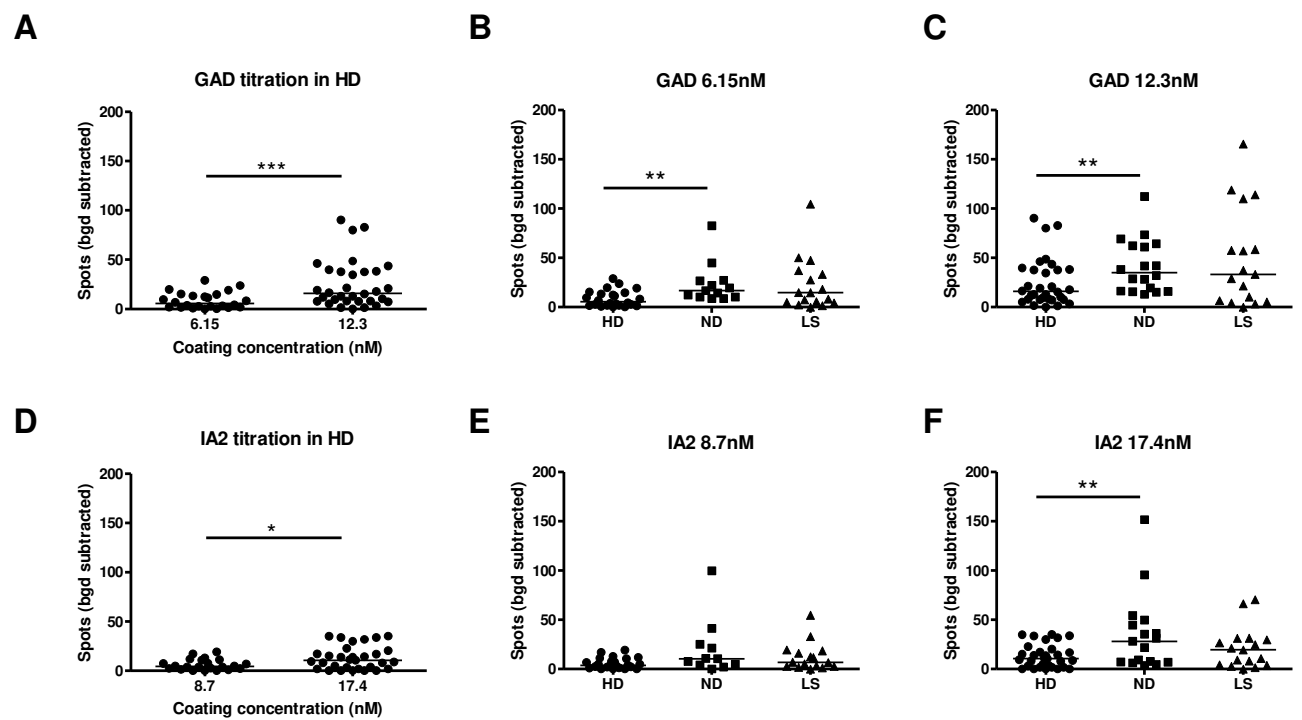 A
GAD titration in HD
Spots (bgd subtracted)
200
150
100
50
0
***
6.15 12.3
Coating concentration (nM)
B
GAD 6.15nM
Spots (bgd subtracted)
200
150
100
50
0
**
HD ND LS
C
GAD 12.3nM
Spots (bgd subtracted)
200
150
100
50
0
**
HD ND LS
D
IA2 titration in HD
Spots (bgd subtracted)
200
150
100
50
0
*
8.7 17.4
Coating concentration (nM)
E
IA2 8.7nM
Spots (bgd subtracted)
200
150
100
50
0
HD ND LS
F
IA2 17.4nM
Spots (bgd subtracted)
200
150
100
50
0
**
HD ND LS